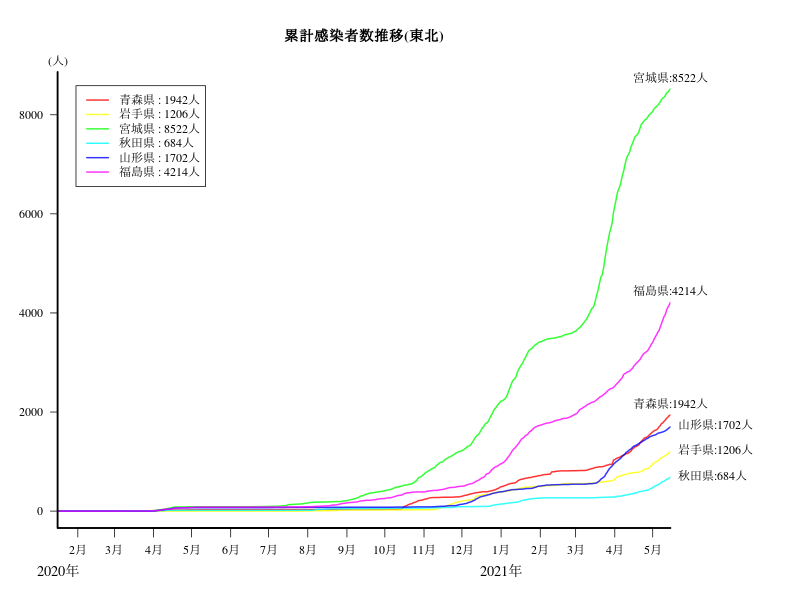 累計感染者数推移(東北)
(人)
宮城県:8522人
青森県 : 1942人
岩手県 : 1206人
宮城県 : 8522人
秋田県 : 684人
山形県 : 1702人
福島県 : 4214人
8000
6000
福島県:4214人
4000
青森県:1942人
2000
山形県:1702人
岩手県:1206人
秋田県:684人
0
2月 3月 4月 5月 6月 7月 8月 9月 10月 11月 12月 1月 2月 3月 4月 5月
2020年 2021年